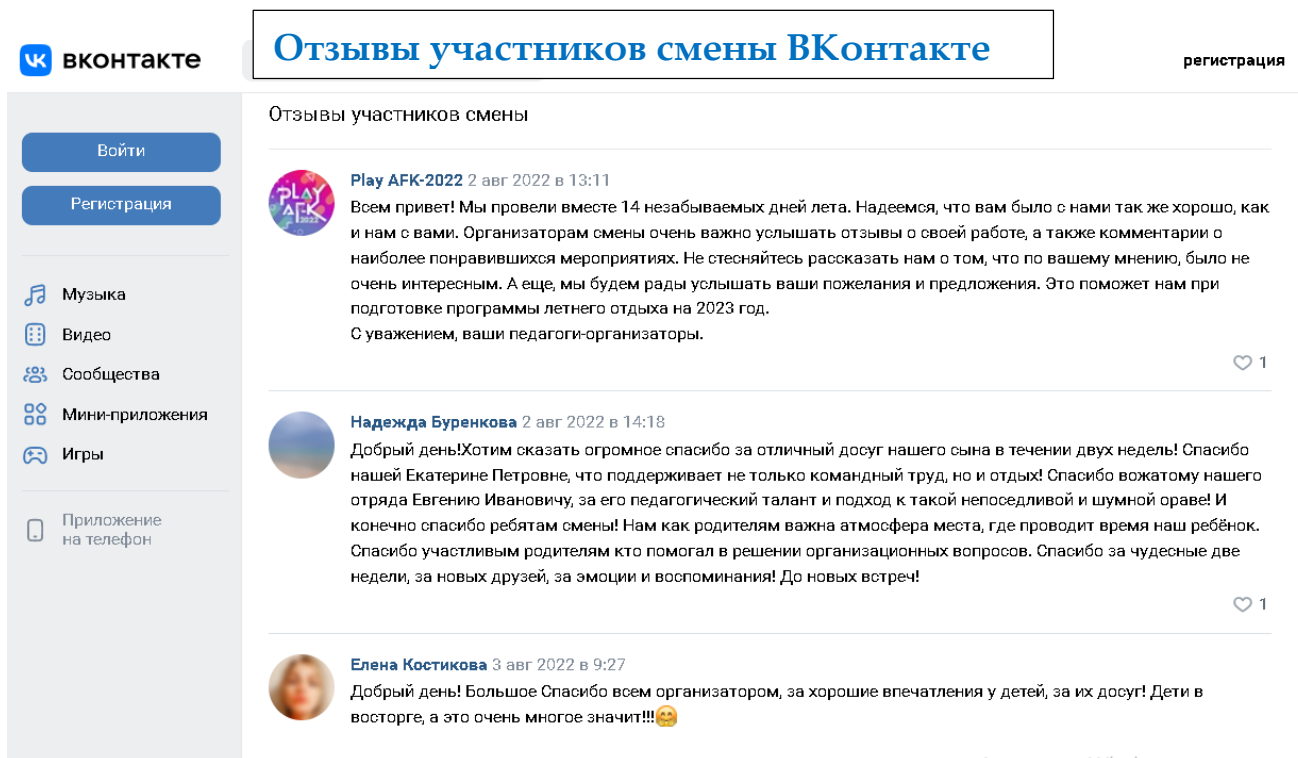 Отзывы участников смены ВКонтакте
вконтакте
регистрация
Войти
Регистрация
Музыка
Видео
Сообщества
Мини-приложения
Игры
Приложение
на телефон
Отзывы участников смены
PLAY
AFK
2022
Play AFK-2022 2 авг 2022 в 13:11
Всем привет! Мы провели вместе 14 незабываемых дней лета. Надеемся, что вам было с нами так же хорошо, как
и нам с вами. Организаторам смены очень важно услышать отзывы о своей работе, а также комментарии о
наиболее понравившихся мероприятиях. Не стесняйтесь рассказать нам о том, что по вашему мнению, было не
очень интересным. А еще, мы будем рады услышать ваши пожелания и предложения. Это поможет нам при
подготовке программы летнего отдыха на 2023 год.
С уважением, ваши педагоги-организаторы.
1
Надежда Буренкова 2 авг 2022 в 14:18
Добрый день!Хотим сказать огромное спасибо за отличный досуг нашего сына в течении двух недель! Спасибо
нашей Екатерине Петровне, что поддерживает не только командный труд, но и отдых! Спасибо вожатому нашего
отряда Евгению Ивановичу, за его педагогический талант и подход к такой непоседливой и шумной ораве! И
конечно спасибо ребятам смены! Нам как родителям важна атмосфера места, где проводит время наш ребёнок.
Спасибо участливым родителям кто помогал в решении организационных вопросов. Спасибо за чудесные две
недели, за новых друзей, за эмоции и воспоминания! До новых встреч!
1
Елена Костикова 3 авг 2022 в 9:27
Добрый день! Большое Спасибо всем организатором, за хорошие впечатления у детей, за их досуг! Дети в
восторге, а это очень многое значит!!!🤗